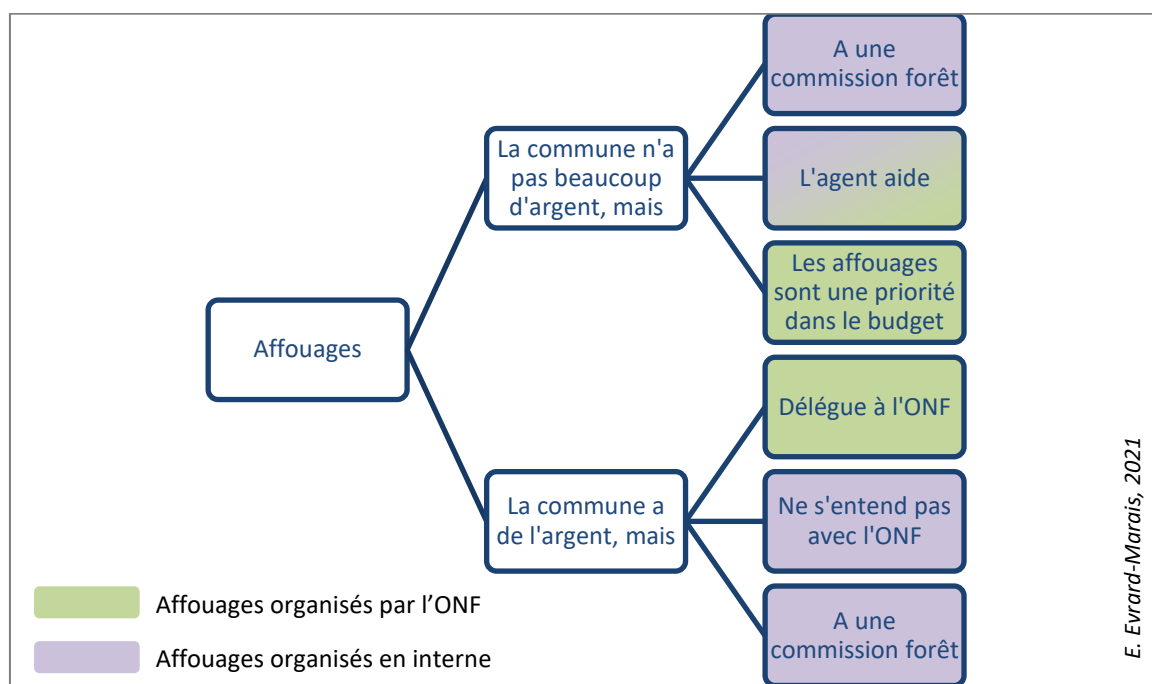 A une
commission forêt
La commune n'a
pas beaucoup
d'argent, mais
L'agent aide
Les affouages
sont une priorité
dans le budget
Affouages
Délégue à l'ONF
La commune a
de l'argent, mais
Ne s'entend pas
avec l'ONF
A une
commission forêt
Affouages organisés par l'ONF
Affouages organisés en interne
E. Evrard-Marais, 2021